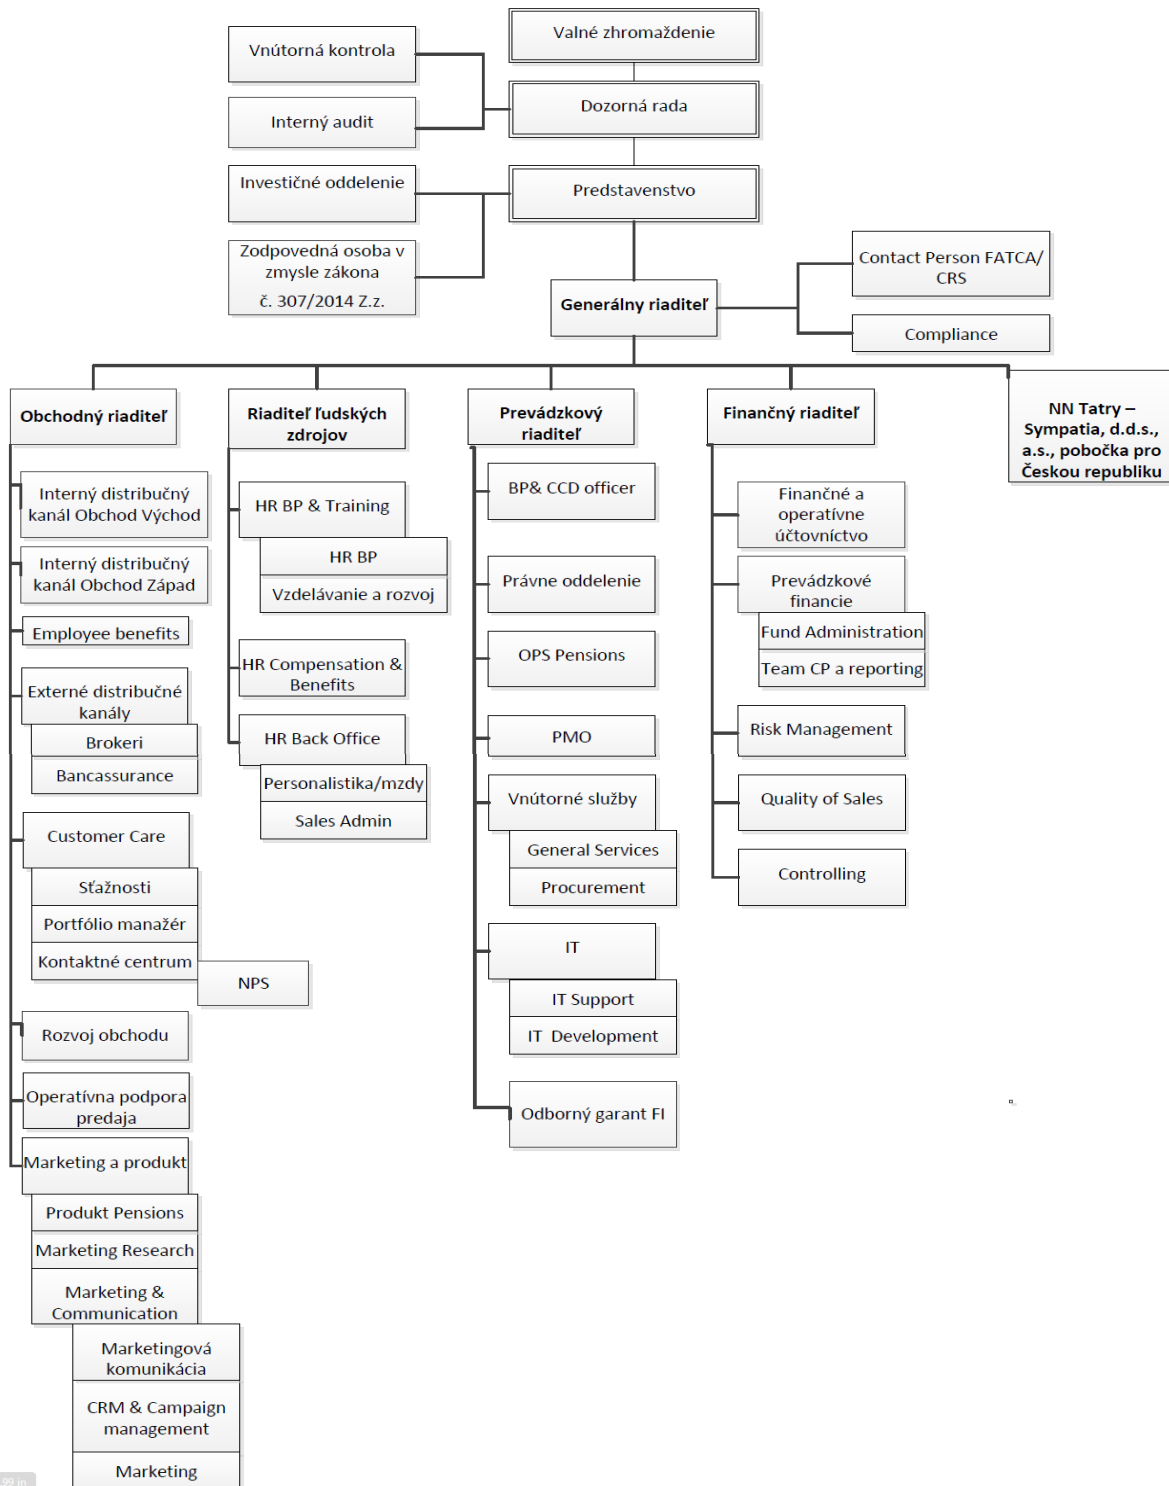 Valné zhromaždenie
Vnútorná kontrola
Dozorná rada
Interný audit
Investičné oddelenie
Predstavenstvo
Zodpovedná osoba v
zmysle zákona
č. 307/2014 Z.z.
Contact Person FATCA/
CRS
Generálny riaditeľ
Compliance
Obchodný riaditeľ
Interný distribučný
kanál Obchod Východ
Interný distribučný
kanál Obchod Západ
Employee benefits
Externé distribučné
kanály
Brokeri
Bancassurance
Customer Care
Sťažnosti
Portfólio manažér
Kontaktné centrum
NPS
Rozvoj obchodu
Operatívna podpora
predaja
Marketing a produkt
Produkt Pensions
Marketing Research
Marketing &
Communication
Marketingová
komunikácia
CRM & Campaign
management
Marketing
Riaditeľ ľudských
zdrojov
HR BP & Training
HR BP
Vzdelávanie a rozvoj
HR Compensation &
Benefits
HR Back Office
Personalistika/mzdy
Sales Admin
Prevádzkový
riaditeľ
BP& CCD officer
Právne oddelenie
OPS Pensions
PMO
Vnútorné služby
General Services
Procurement
IT
IT Support
IT Development
Odborný garant FI
Finančný riaditeľ
Finančné a
operatívne
účtovníctvo
Prevádzkové
financie
Fund Administration
Team CP a reporting
Risk Management
Quality of Sales
Controlling
NN Tatry –
Sympatia, d.d.s.,
a.s., pobočka pro
Českou republiku